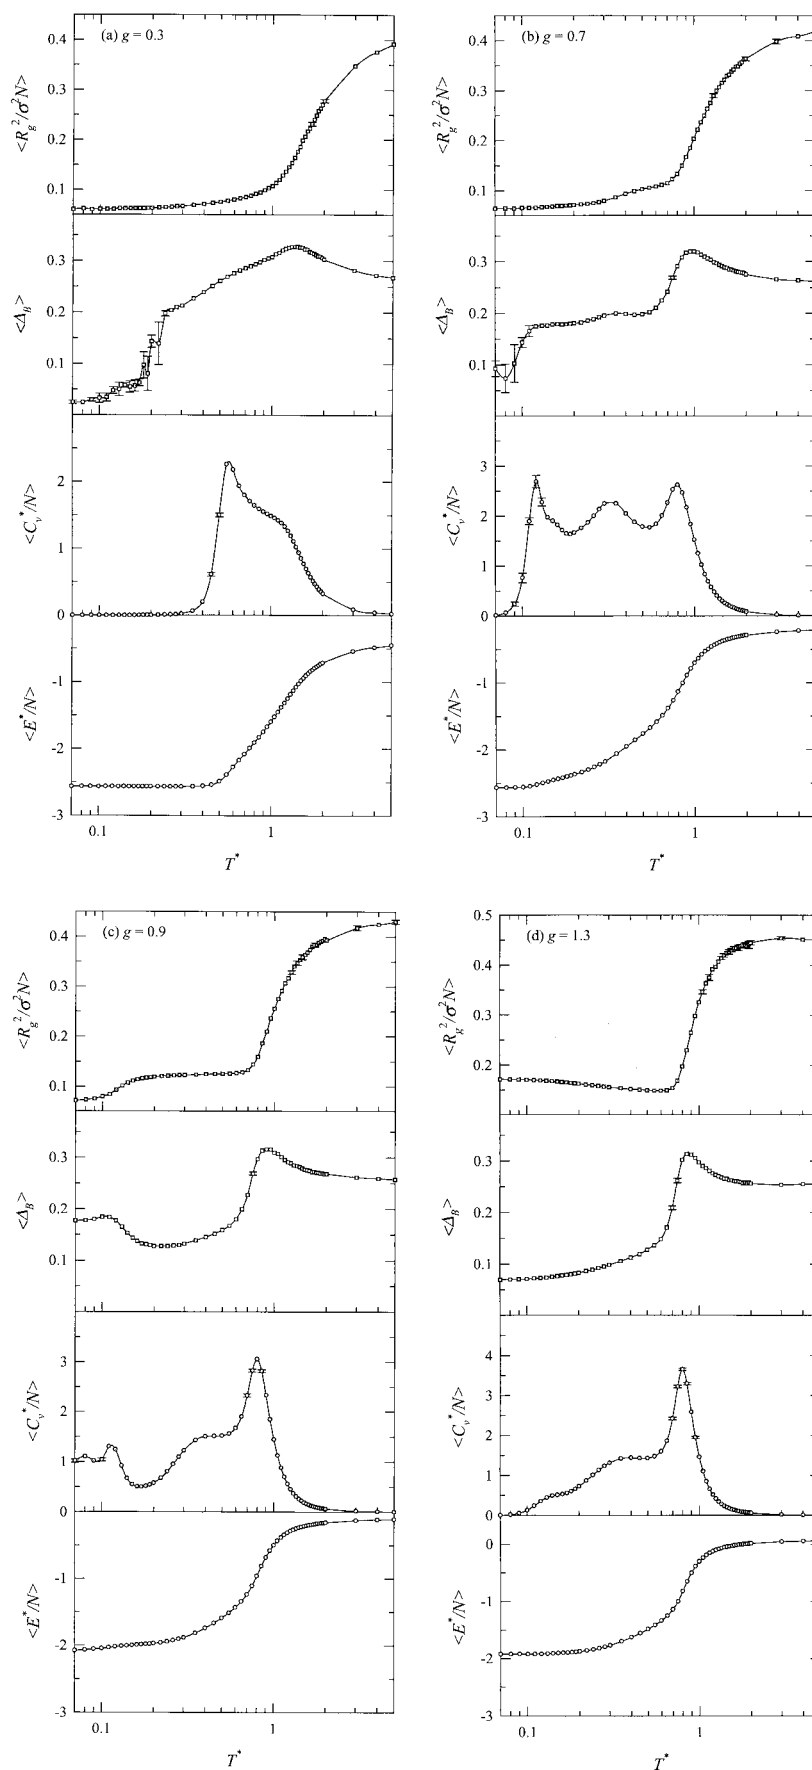 (a) g = 0.3
<R_g^2/σ^2N>
0.4
0.3
0.2
0.1
<Δ_B>
0.3
0.2
0.1
<C_v^*/N>
2
1
0
<E^*/N>
-1
-2
-3
0.1 1
T^*
(b) g = 0.7
<R_g^2/σ^2N>
0.4
0.3
0.2
0.1
<Δ_B>
0.3
0.2
0.1
<C_v^*/N>
3
2
1
0
<E^*/N>
-1
-2
-3
0.1 1
T^*
(c) g = 0.9
<R_g^2/σ^2N>
0.4
0.3
0.2
0.1
<Δ_B>
0.3
0.2
0.1
<C_v^*/N>
3
2
1
0
<E^*/N>
-1
-2
-3
0.1 1
T^*
(d) g = 1.3
<R_g^2/σ^2N>
0.5
0.4
0.3
0.2
<Δ_B>
0.3
0.2
0.1
<C_v^*/N>
4
3
2
1
0
<E^*/N>
0
-1
-2
-3
0.1 1
T^*